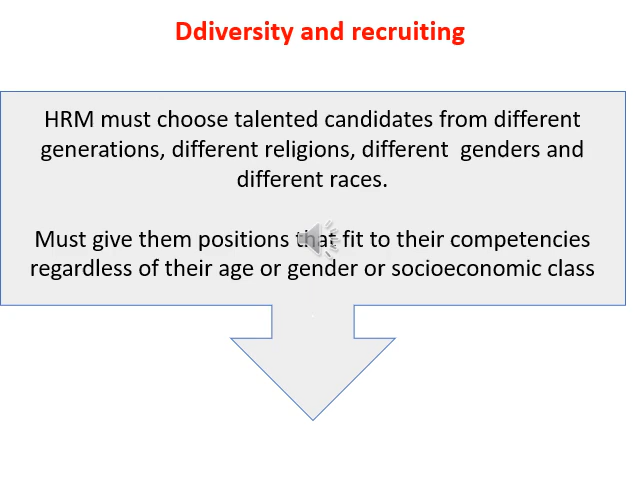 Ddiversity and recruiting
HRM must choose talented candidates from different
generations, different religions, different  genders and
different races.
Must give them positions that fit to their competencies
regardless of their age or gender or socioeconomic class